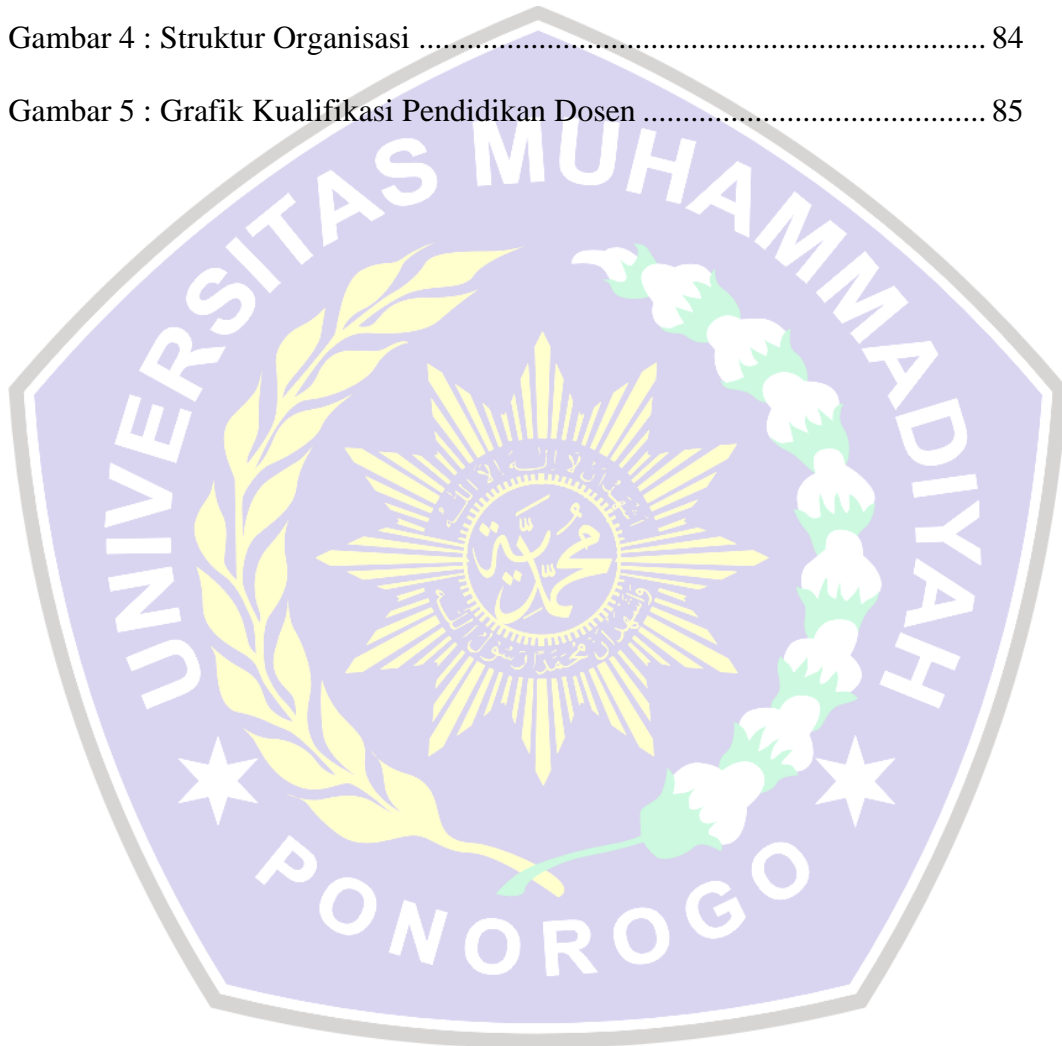 Gambar 4 : Struktur Organisasi ..................................................................... 84
Gambar 5 : Grafik Kualifikasi Pendidikan Dosen .......................................... 85
UNIVERSITAS MUHAMMADIYAH
محمدية
PONOROGO